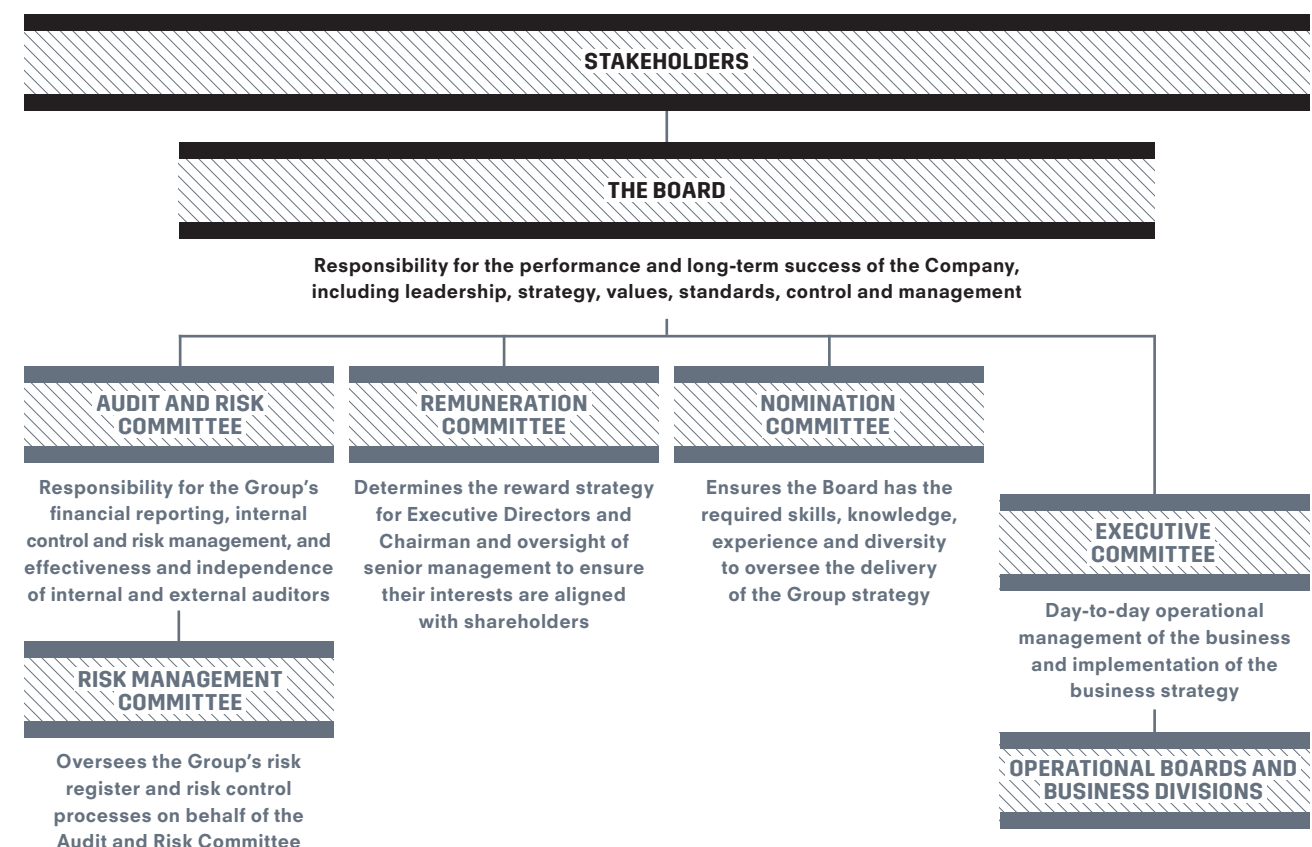 STAKEHOLDERS
THE BOARD
Responsibility for the performance and long-term success of the Company,
including leadership, strategy, values, standards, control and management
AUDIT AND RISK
COMMITTEE
Responsibility for the Group’s
financial reporting, internal
control and risk management, and
effectiveness and independence
of internal and external auditors
RISK MANAGEMENT
COMMITTEE
Oversees the Group’s risk
register and risk control
processes on behalf of the
Audit and Risk Committee
REMUNERATION
COMMITTEE
Determines the reward strategy
for Executive Directors and
Chairman and oversight of
senior management to ensure
their interests are aligned
with shareholders
NOMINATION
COMMITTEE
Ensures the Board has the
required skills, knowledge,
experience and diversity
to oversee the delivery
of the Group strategy
EXECUTIVE
COMMITTEE
Day-to-day operational
management of the business
and implementation of the
business strategy
OPERATIONAL BOARDS AND
BUSINESS DIVISIONS